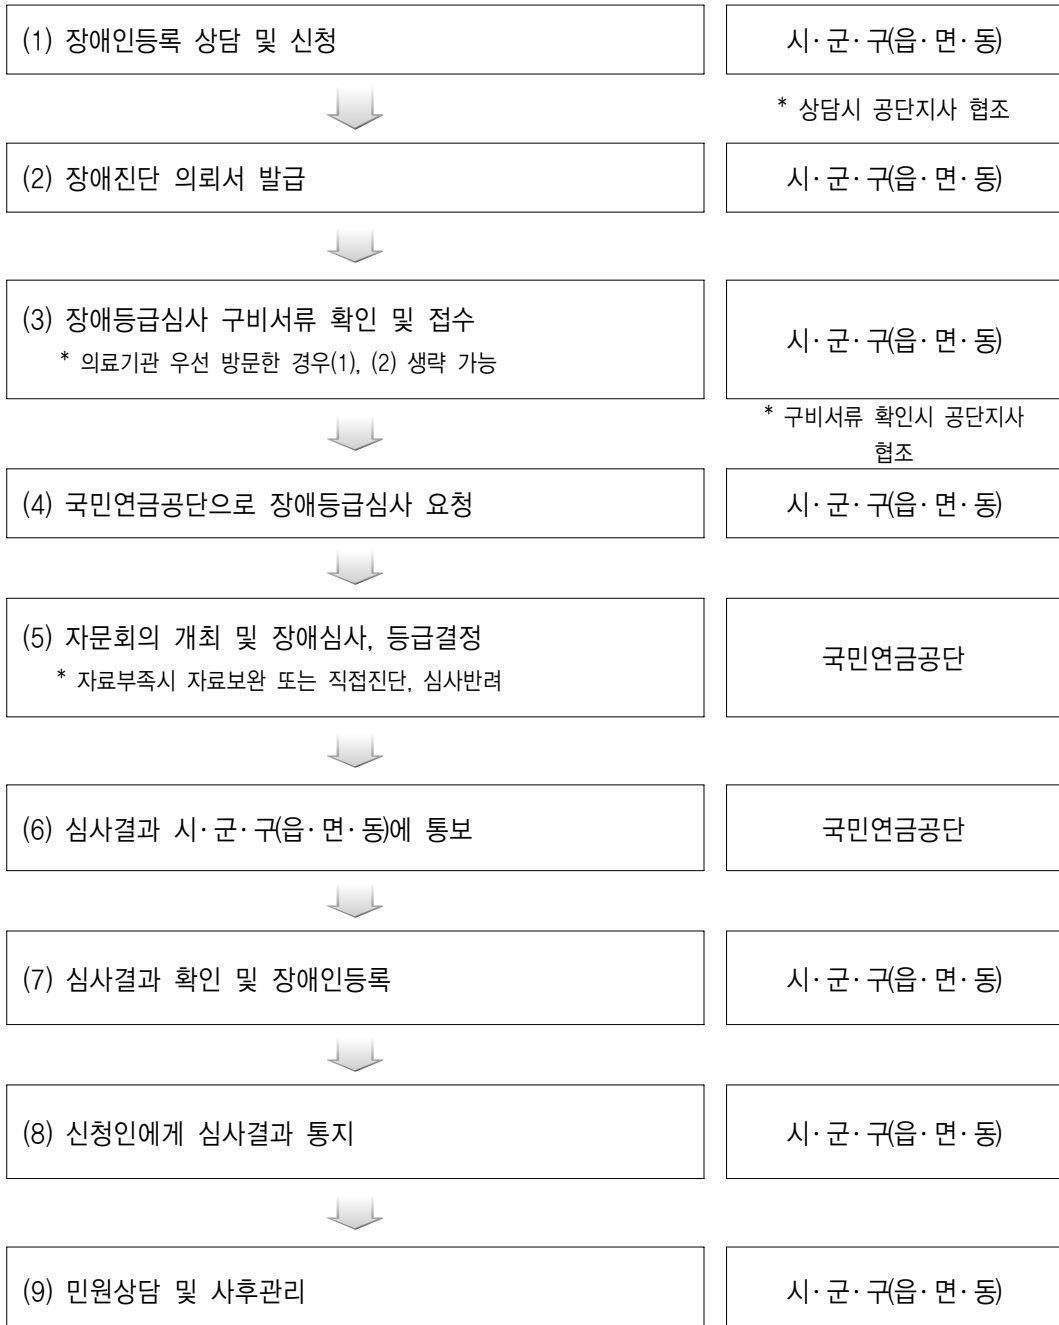 (1) 장애인등록 상담 및 신청
시·군·구(읍·면·동)
* 상담시 공단지사 협조
(2) 장애진단 의뢰서 발급
시·군·구(읍·면·동)
(3) 장애등급심사 구비서류 확인 및 접수
* 의료기관 우선 방문한 경우(1), (2) 생략 가능
시·군·구(읍·면·동)
* 구비서류 확인시 공단지사
협조
(4) 국민연금공단으로 장애등급심사 요청
시·군·구(읍·면·동)
(5) 자문회의 개최 및 장애심사, 등급결정
* 자료부족시 자료보완 또는 직접진단, 심사반려
국민연금공단
(6) 심사결과 시·군·구(읍·면·동)에 통보
국민연금공단
(7) 심사결과 확인 및 장애인등록
시·군·구(읍·면·동)
(8) 신청인에게 심사결과 통지
시·군·구(읍·면·동)
(9) 민원상담 및 사후관리
시·군·구(읍·면·동)